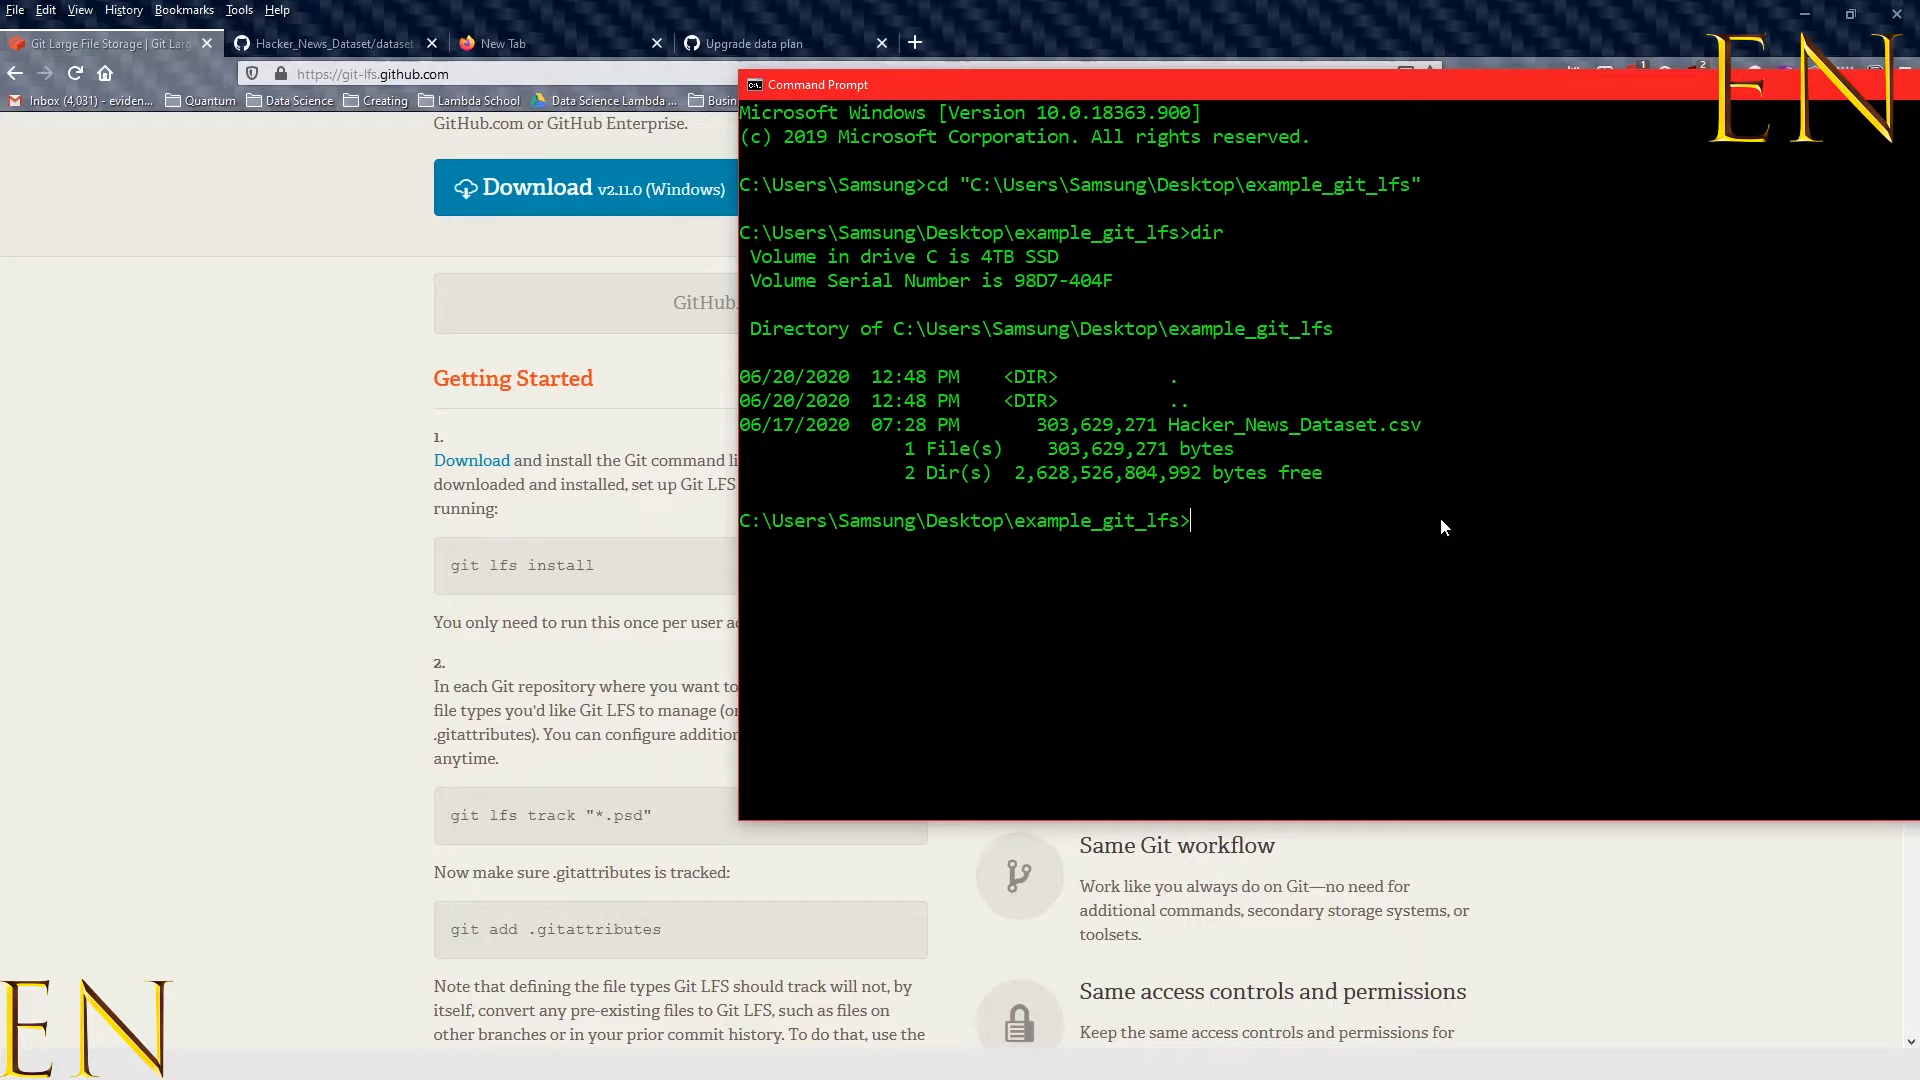 File Edit View History Bookmarks Tools Help
Git Large File Storage | Git Larg
Hacker_News_Dataset/dataset
New Tab
Upgrade data plan
https://git-lfs.github.com
1
2
Inbox (4,031) - eviden...
Quantum
Data Science
Creating
Lambda School
Data Science Lambda ...
Busin
EN
Command Prompt
Microsoft Windows [Version 10.0.18363.900]
(c) 2019 Microsoft Corporation. All rights reserved.
C:\Users\Samsung>cd "C:\Users\Samsung\Desktop\example_git_lfs"
C:\Users\Samsung\Desktop\example_git_lfs>dir
Volume in drive C is 4TB SSD
Volume Serial Number is 98D7-404F
Directory of C:\Users\Samsung\Desktop\example_git_lfs
06/20/2020 12:48 PM <DIR> .
06/20/2020 12:48 PM <DIR> ..
06/17/2020 07:28 PM 303,629,271 Hacker_News_Dataset.csv
1 File(s) 303,629,271 bytes
2 Dir(s) 2,628,526,804,992 bytes free
C:\Users\Samsung\Desktop\example_git_lfs>
GitHub.com or GitHub Enterprise.
Download v2.11.0 (Windows)
GitHub.
Getting Started
1.
Download and install the Git command li
downloaded and installed, set up Git LFS
running:
git lfs install
You only need to run this once per user ac
2.
In each Git repository where you want to
file types you'd like Git LFS to manage (or
.gitattributes). You can configure addition
anytime.
git lfs track "*.psd"
Now make sure .gitattributes is tracked:
git add .gitattributes
Note that defining the file types Git LFS should track will not, by
itself, convert any pre-existing files to Git LFS, such as files on
other branches or in your prior commit history. To do that, use the
Same Git workflow
Work like you always do on Git—no need for
additional commands, secondary storage systems, or
toolsets.
Same access controls and permissions
Keep the same access controls and permissions for
EN